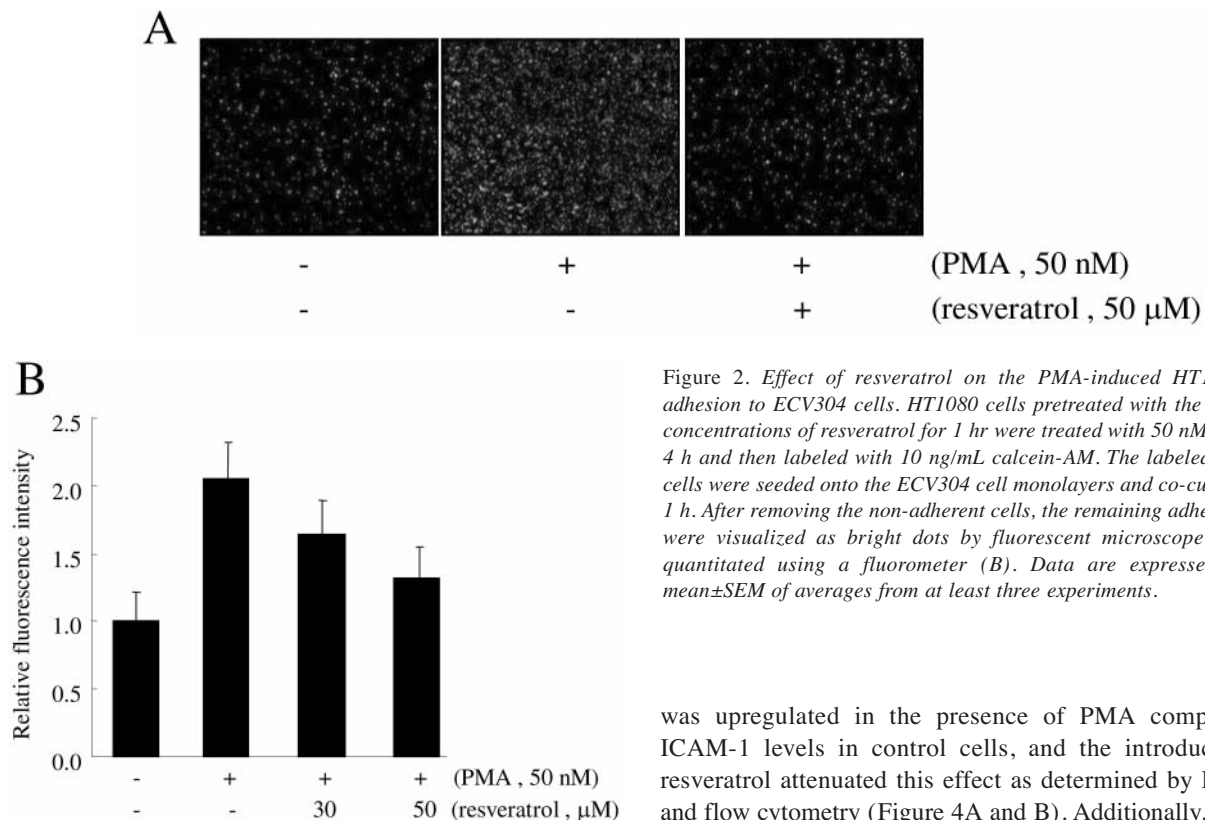 A
- + + (PMA , 50 nM)
- - + (resveratrol , 50 µM)
B
Relative fluorescence intensity
2.5
2.0
1.5
1.0
0.5
0.0
- + + + (PMA , 50 nM)
- - 30 50 (resveratrol , µM)
Figure 2. Effect of resveratrol on the PMA-induced
adhesion to ECV304 cells. HT1080 cells pretreated with the
concentrations of resveratrol for 1 hr were treated with 50 nM
4 h and then labeled with 10 ng/mL calcein-AM. The labeled
cells were seeded onto the ECV304 cell monolayers and
1 h. After removing the non-adherent cells, the remaining
were visualized as bright dots by fluorescent microscope
quantitated using a fluorometer (B). Data are
mean±SEM of averages from at least three experiments.
was upregulated in the presence of PMA
ICAM-1 levels in control cells, and the
resveratrol attenuated this effect as determined by
and flow cytometry (Figure 4A and B). Additionally,